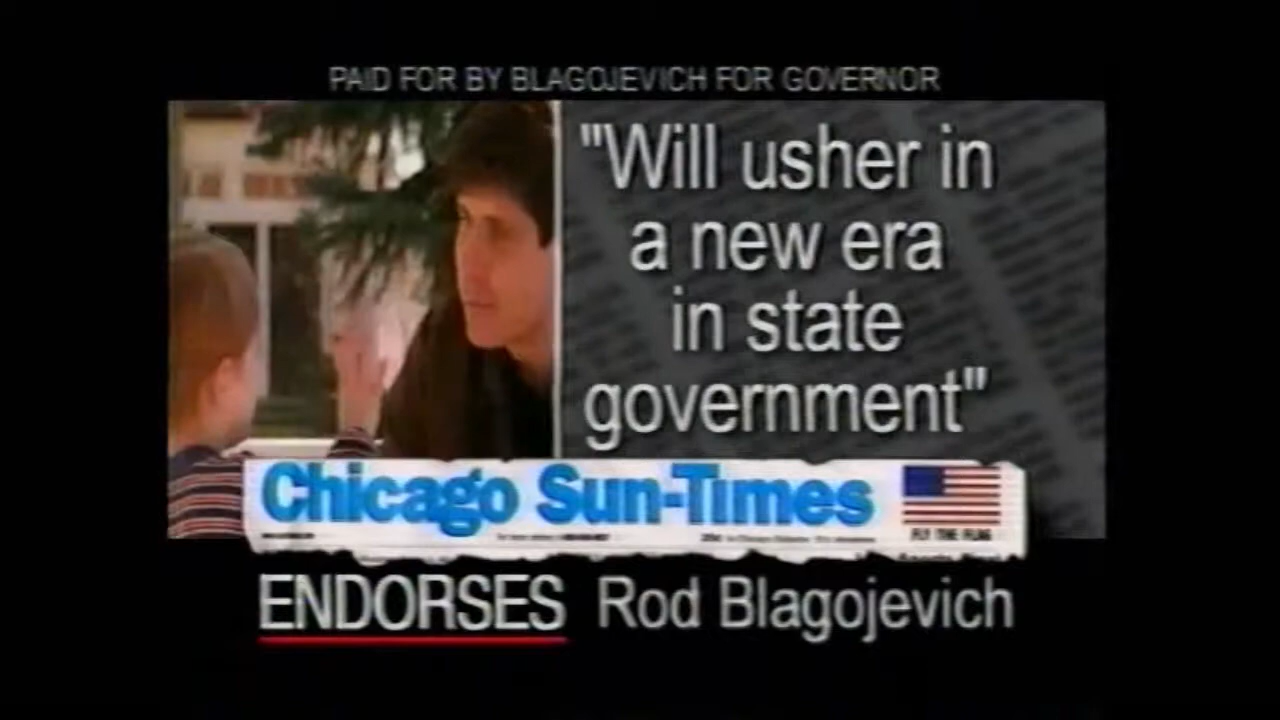 PAID FOR BY BLAGOJEVICH FOR GOVERNOR
"Will usher in
a new era
in state
government"
Chicago Sun-Times
FLY THE FLAG
ENDORSES Rod Blagojevich